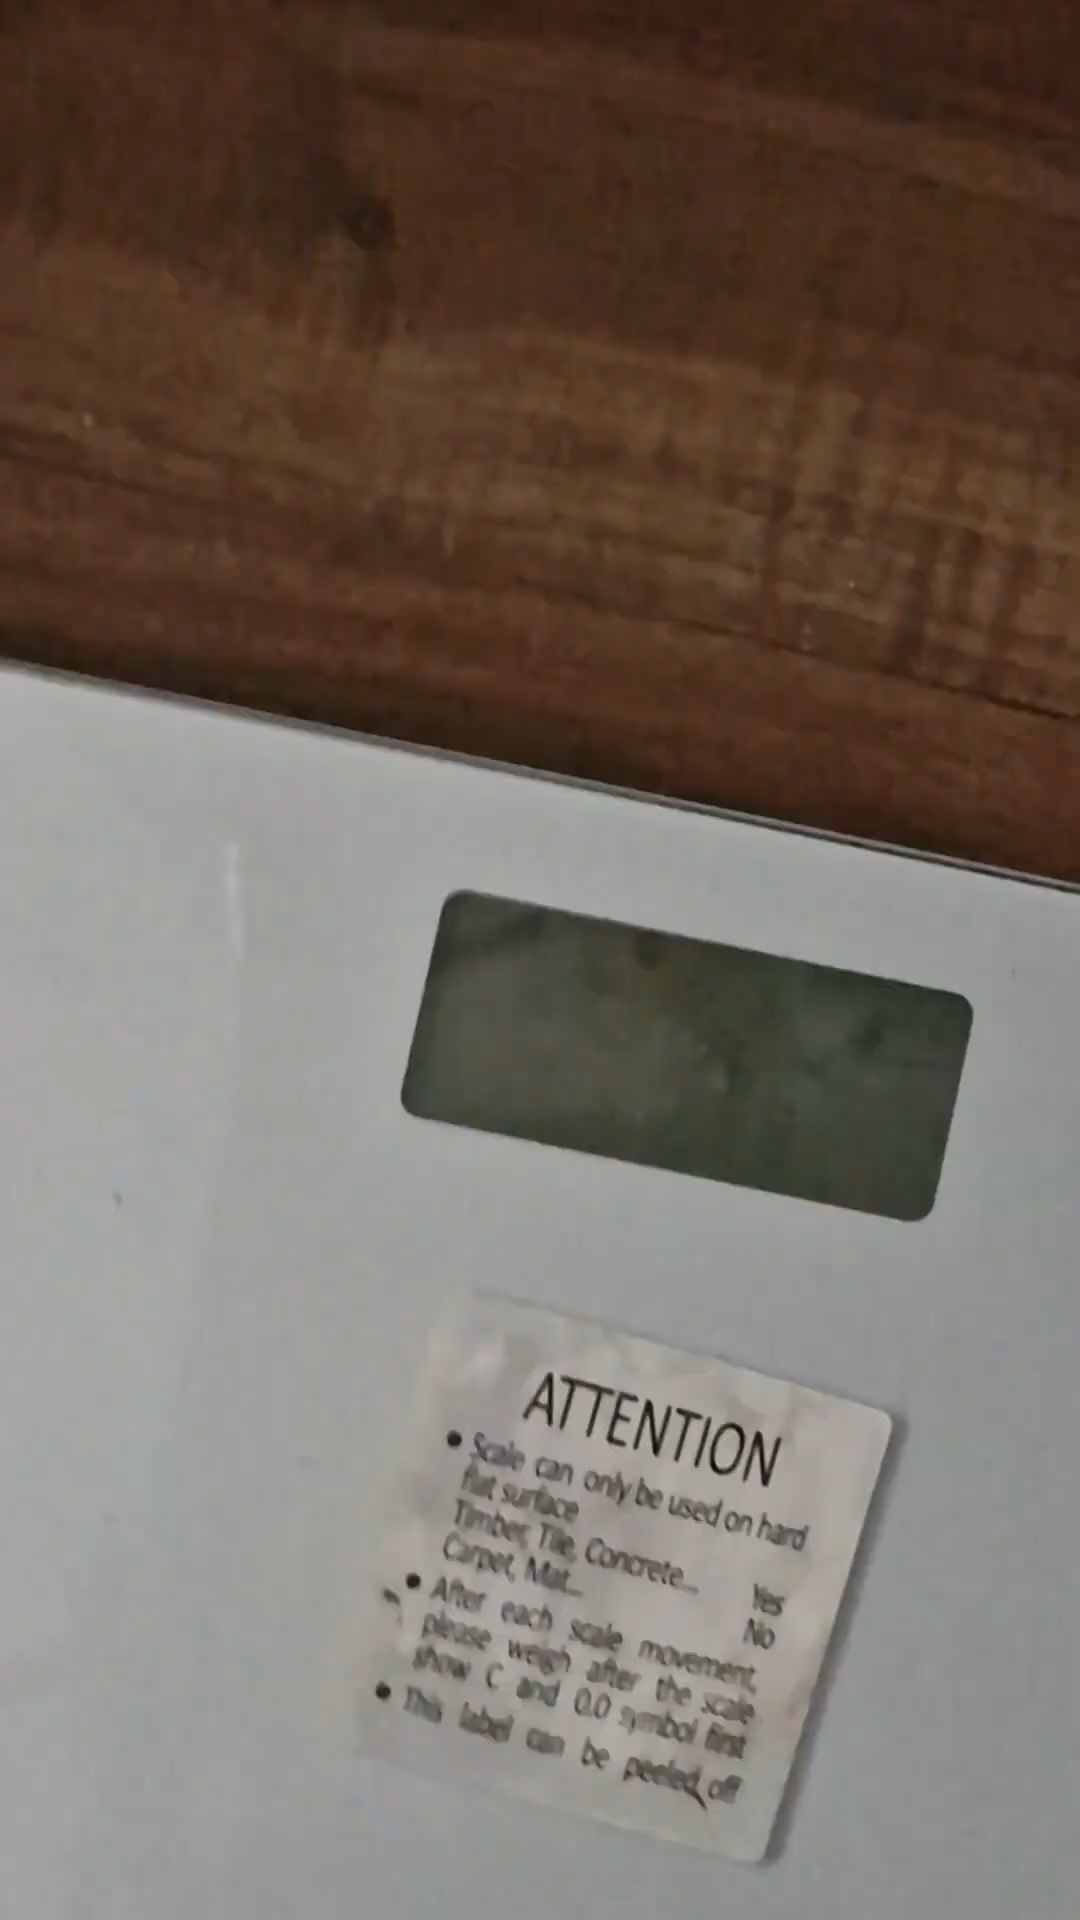 ATTENTION
• Scale can only be used on hard
flat surface
Timber, Tile, Concrete... Yes
Carpet, Mat... No
• After each scale movement,
please weigh after the scale
show C and 0.0 symbol first
• This label can be peeled off